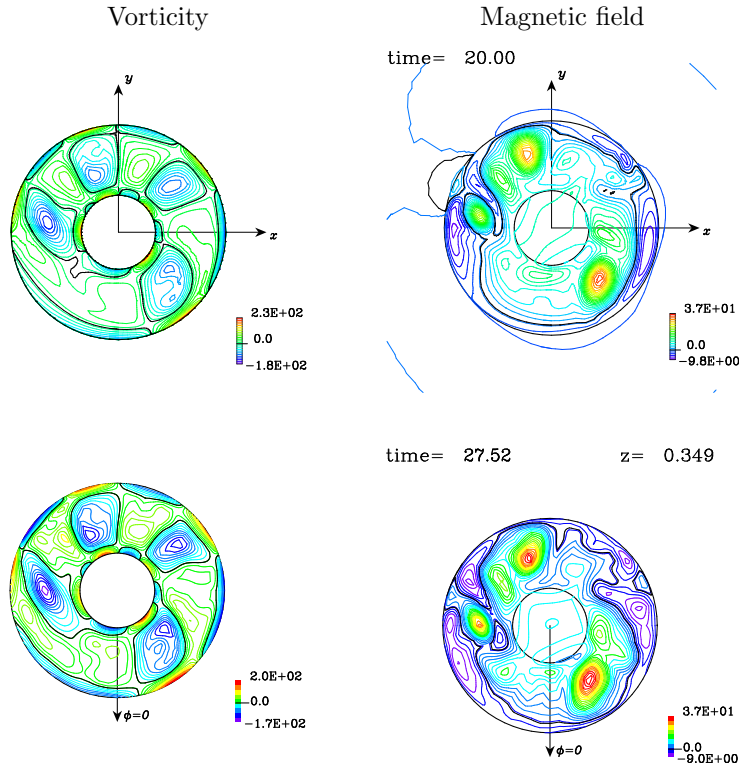 Vorticity
Magnetic field
time= 20.00
y
y
x
x
2.3E+02
0.0
-1.8E+02
3.7E+01
0.0
-9.8E+00
time= 27.52 z= 0.349
2.0E+02
0.0
-1.7E+02
ϕ=0
3.7E+01
0.0
-9.0E+00
ϕ=0